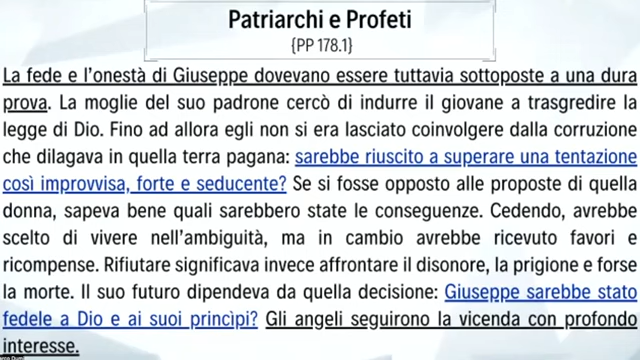 Patriarchi e Profeti
{PP 178.1}
La fede e l'onestà di Giuseppe dovevano essere tuttavia sottoposte a una dura
prova. La moglie del suo padrone cercò di indurre il giovane a trasgredire la
legge di Dio. Fino ad allora egli non si era lasciato coinvolgere dalla corruzione
che dilagava in quella terra pagana: sarebbe riuscito a superare una tentazione
così improvvisa, forte e seducente? Se si fosse opposto alle proposte di quella
donna, sapeva bene quali sarebbero state le conseguenze. Cedendo, avrebbe
scelto di vivere nell'ambiguità, ma in cambio avrebbe ricevuto favori e
ricompense. Rifiutare significava invece affrontare il disonore, la prigione e forse
la morte. Il suo futuro dipendeva da quella decisione: Giuseppe sarebbe stato
fedele a Dio e ai suoi princìpi? Gli angeli seguirono la vicenda con profondo
interesse.